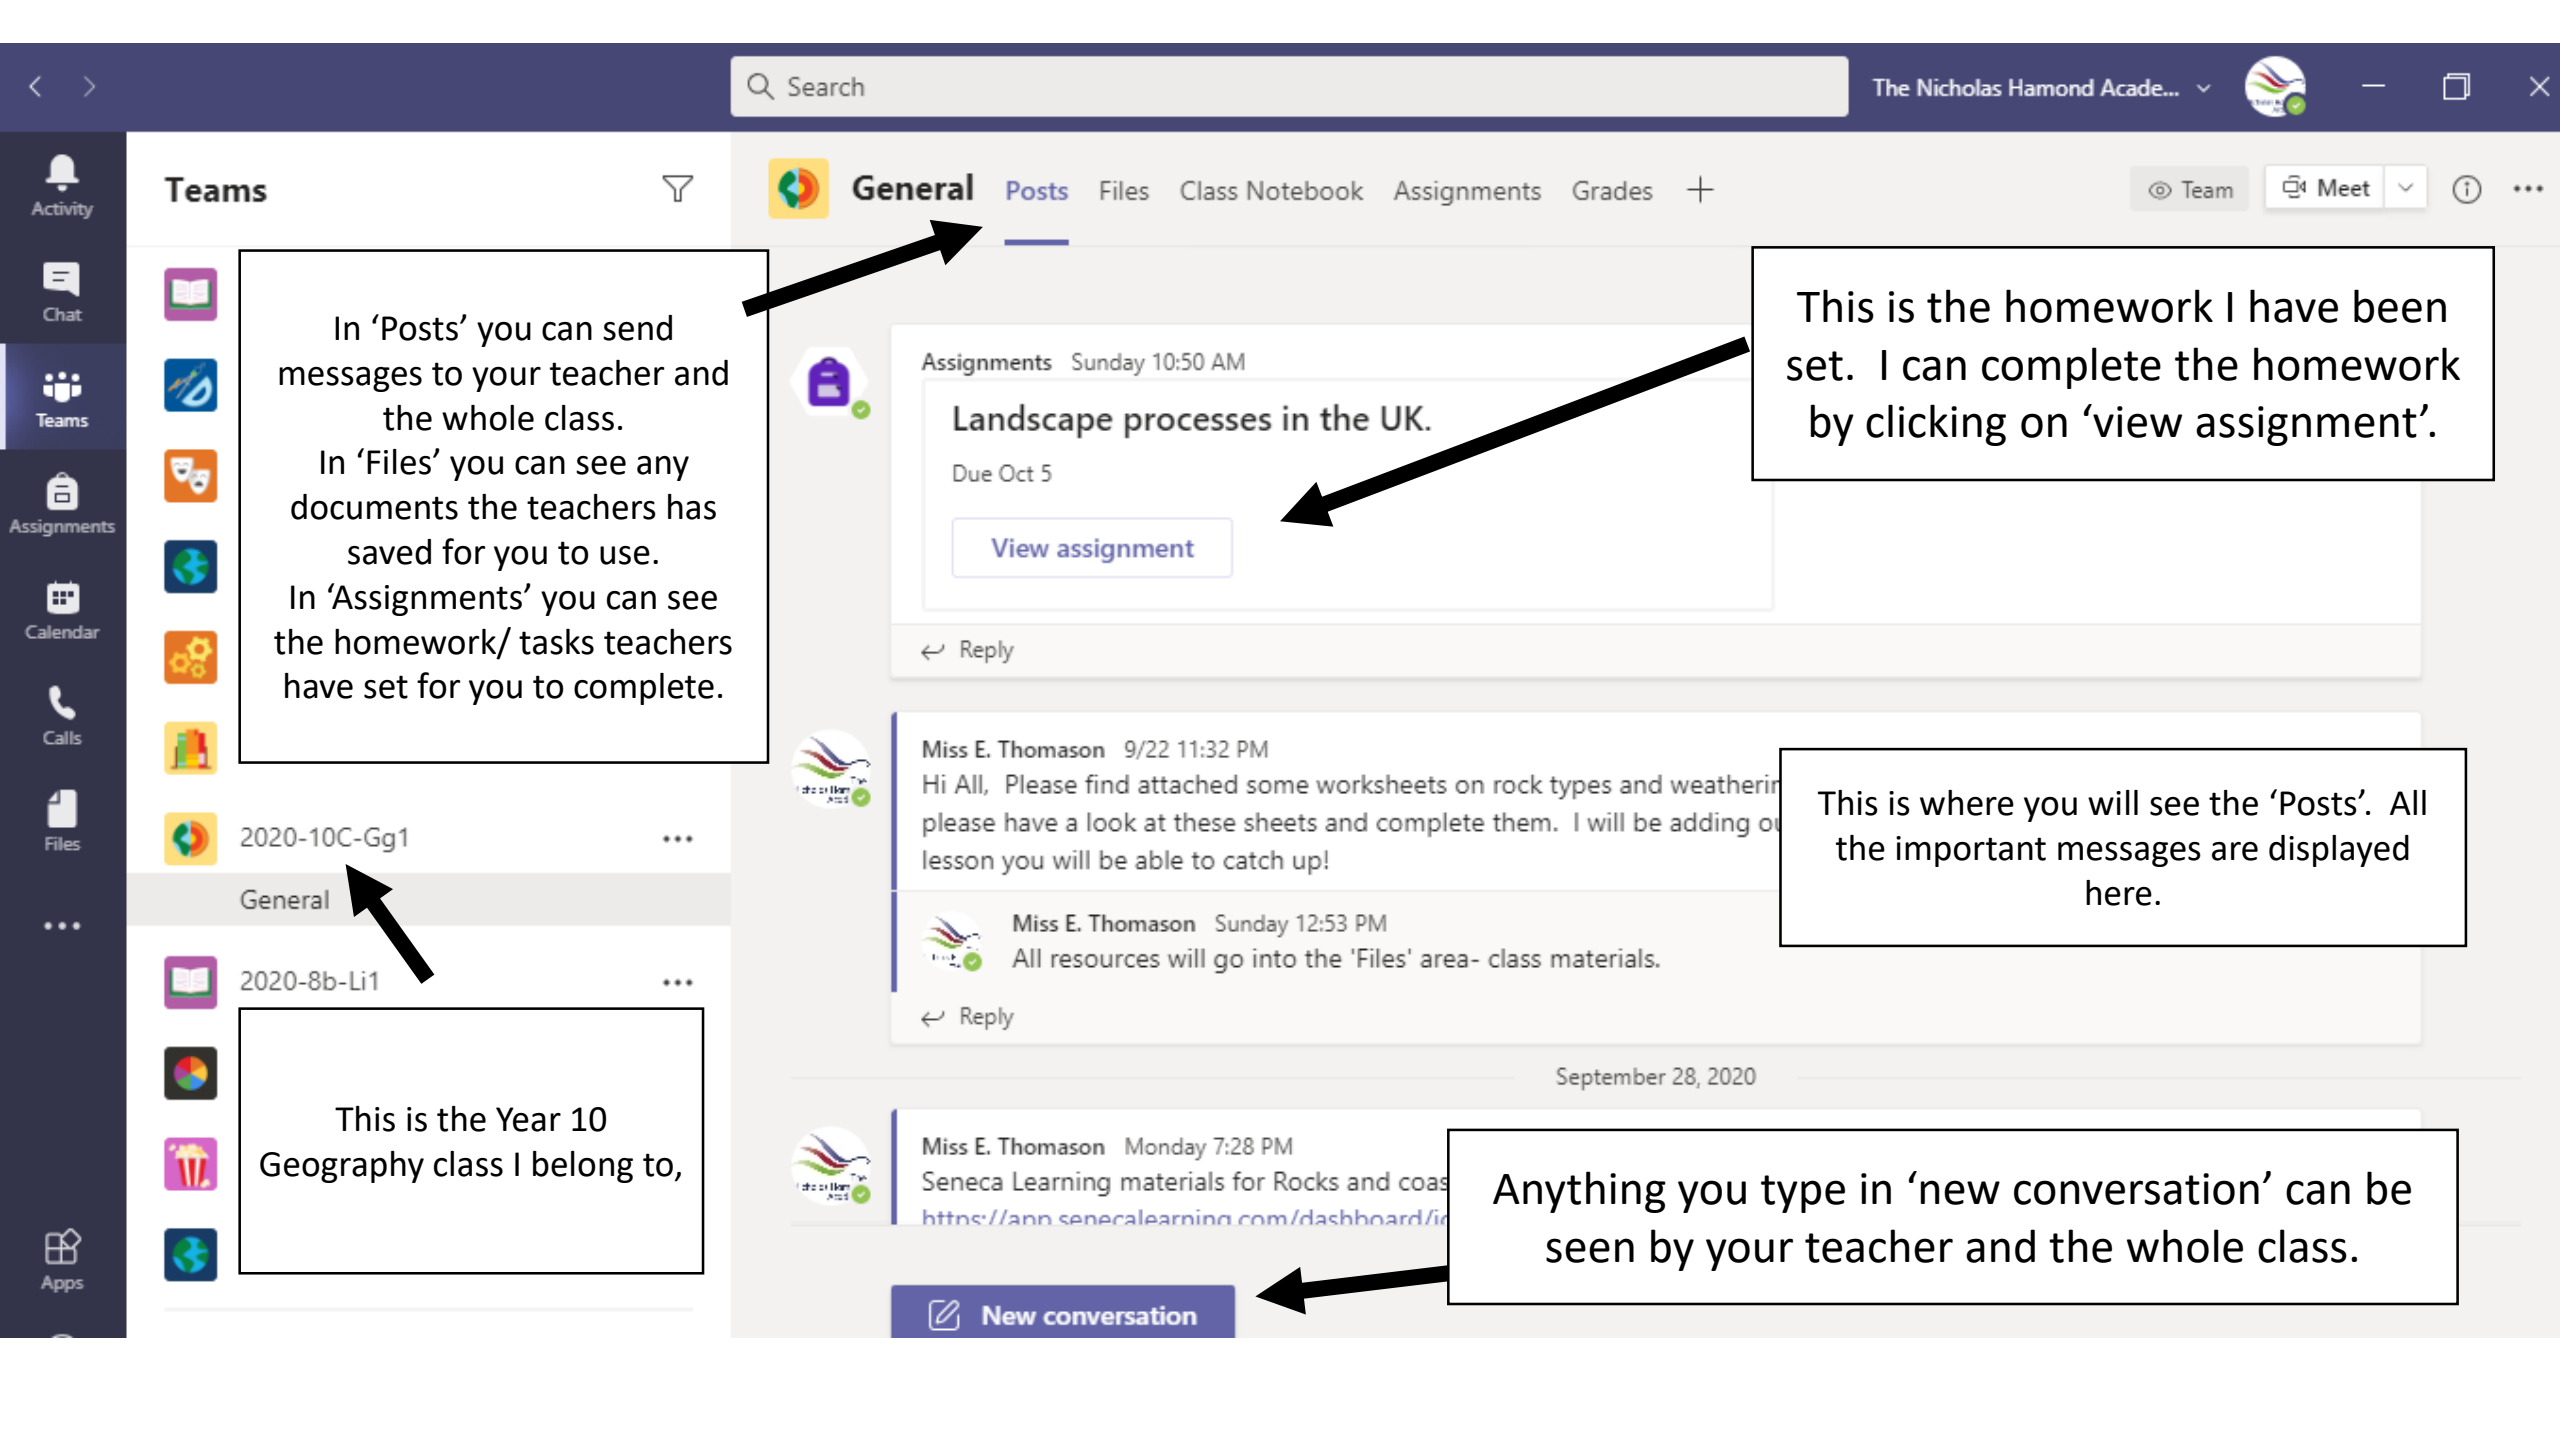 Search
The Nicholas Hamond Acade...
Activity
Chat
Teams
Assignments
Calendar
Calls
Files
Apps
Teams
General Posts Files Class Notebook Assignments Grades
Team
Meet
In ‘Posts’ you can send
messages to your teacher and
the whole class.
In ‘Files’ you can see any
documents the teachers has
saved for you to use.
In ‘Assignments’ you can see
the homework/ tasks teachers
have set for you to complete.
2020-10C-Gg1
General
2020-8b-Li1
This is the Year 10
Geography class I belong to,
Assignments Sunday 10:50 AM
Landscape processes in the UK.
Due Oct 5
View assignment
Reply
This is the homework I have been
set. I can complete the homework
by clicking on ‘view assignment’.
Miss E. Thomason 9/22 11:32 PM
Hi All, Please find attached some worksheets on rock types and
please have a look at these sheets and complete them. I will be adding
lesson you will be able to catch up!
Miss E. Thomason Sunday 12:53 PM
All resources will go into the 'Files' area- class materials.
Reply
This is where you will see the ‘Posts’. All
the important messages are displayed
here.
September 28, 2020
Miss E. Thomason Monday 7:28 PM
Seneca Learning materials for Rocks and
https://app.senecalearning.com/dashboard/
Anything you type in ‘new conversation’ can be
seen by your teacher and the whole class.
New conversation